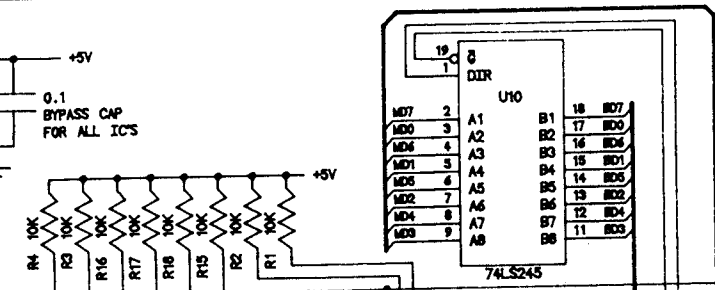 +5V
0.1
BYPASS CAP
FOR ALL IC'S
+5V
10K
10K
10K
10K
10K
10K
10K
10K
R4
R3
R16
R17
R18
R15
R2
R1
19 G
1 DIR
U10
MD7 2 A1 B1 18 BD7
MD0 3 A2 B2 17 BD0
MD6 4 A3 B3 16 BD6
MD1 5 A4 B4 15 BD1
MD5 6 A5 B5 14 BD5
MD2 7 A6 B6 13 BD2
MD4 8 A7 B7 12 BD4
MD3 9 A8 B8 11 BD3
74LS245